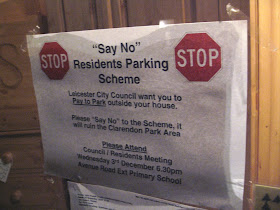 "Say No"
STOP Residents Parking STOP
Scheme
Leicester City Council want you to
Pay to Park outside your house.
Please "Say No" to the Scheme, it
will ruin the Clarendon Park Area
Please Attend
Council / Residents Meeting
Wednesday 3rd December 6.30pm
Avenue Road Ext Primary School